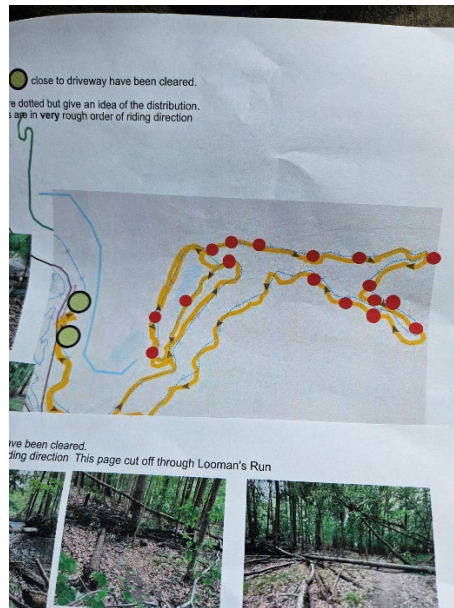 close to driveway have been cleared.
re dotted but give an idea of the distribution.
s are in very rough order of riding direction
ave been cleared.
ding direction This page cut off through Looman's Run